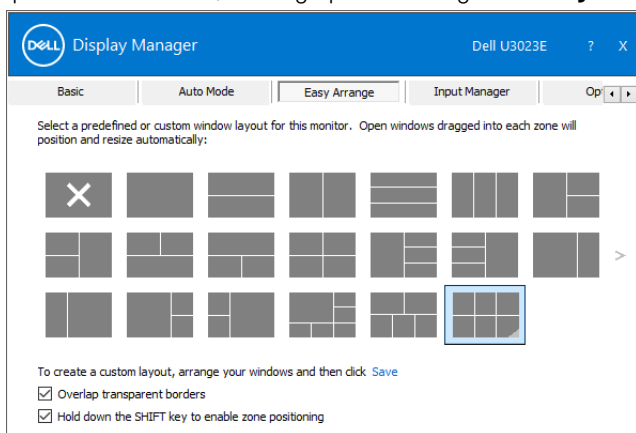 DELL Display Manager Dell U3023E ? X
Basic Auto Mode Easy Arrange Input Manager
Select a predefined or custom window layout for this monitor. Open windows dragged into each zone will
position and resize automatically:
>
To create a custom layout, arrange your windows and then click Save
Overlap transparent borders
Hold down the SHIFT key to enable zone positioning